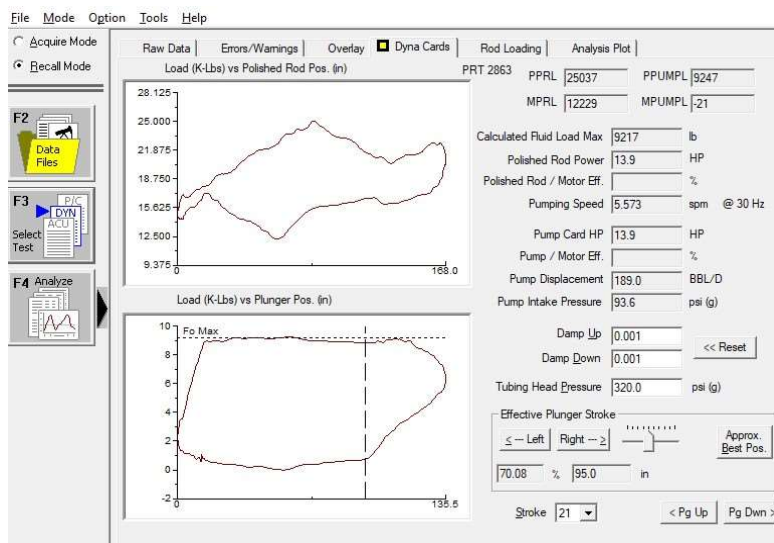 File Mode Option Tools Help
Acquire Mode
Recall Mode
F2
Data
Files
F3
P/C
DYN
ACU
Select
Test
F4 Analyze
Raw Data Errors/Warnings Overlay Dyna Cards Rod Loading Analysis Plot
Load (K-Lbs) vs Polished Rod Pos. (in)
28.125
25.000
21.875
18.750
15.625
12.500
9.375
0 168.0
Load (K-Lbs) vs Plunger Pos. (in)
10
8
6
4
2
0
-2
Fo Max
0 135.5
PRT 2863
PPRL 25037 PPUMPL 9247
MPRL 12229 MPUMPL -21
Calculated Fluid Load Max 9217 lb
Polished Rod Power 13.9 HP
Polished Rod / Motor Eff. %
Pumping Speed 5.573 spm @ 30 Hz
Pump Card HP 13.9 HP
Pump / Motor Eff. %
Pump Displacement 189.0 BBL/D
Pump Intake Pressure 93.6 psi (g)
Damp Up 0.001
Damp Down 0.001
<< Reset
Tubing Head Pressure 320.0 psi (g)
Effective Plunger Stroke
< --- Left Right --- >
Approx.
Best Pos.
70.08 % 95.0 in
Stroke 21 < Pg Up Pg Dwn >